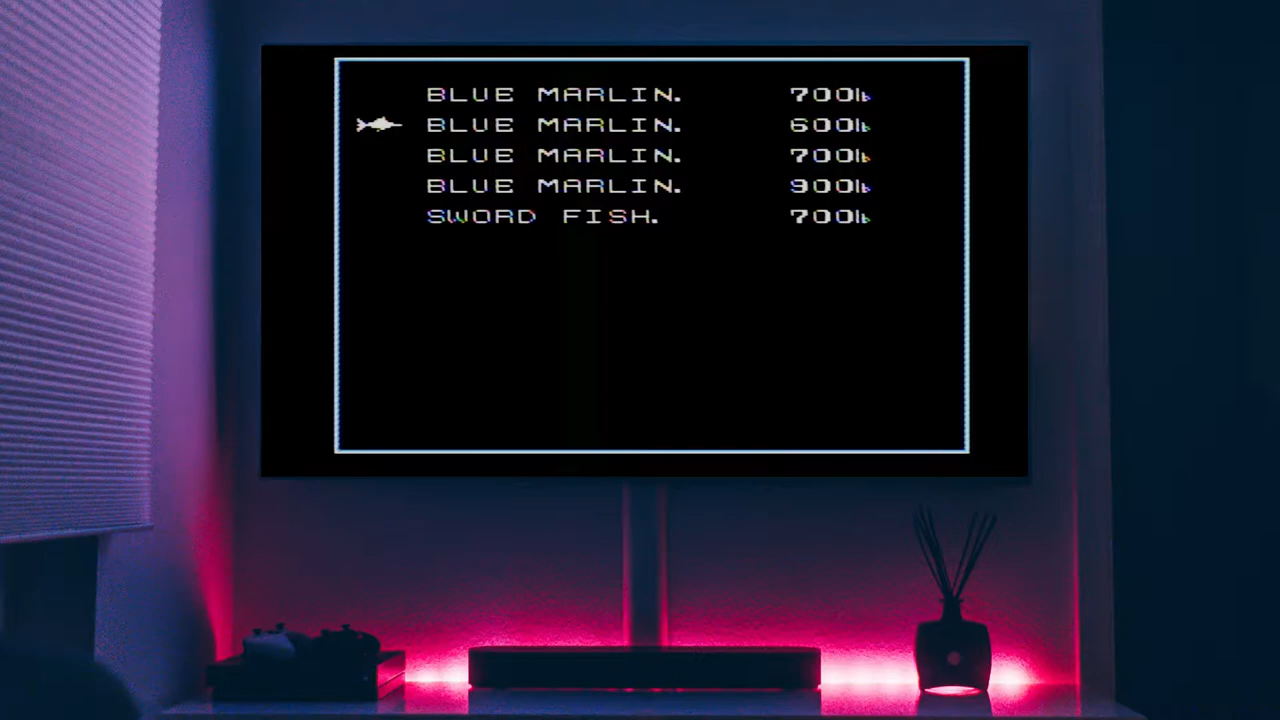 BLUE MARLIN. 700lb
BLUE MARLIN. 600lb
BLUE MARLIN. 700lb
BLUE MARLIN. 900lb
SWORD FISH. 700lb